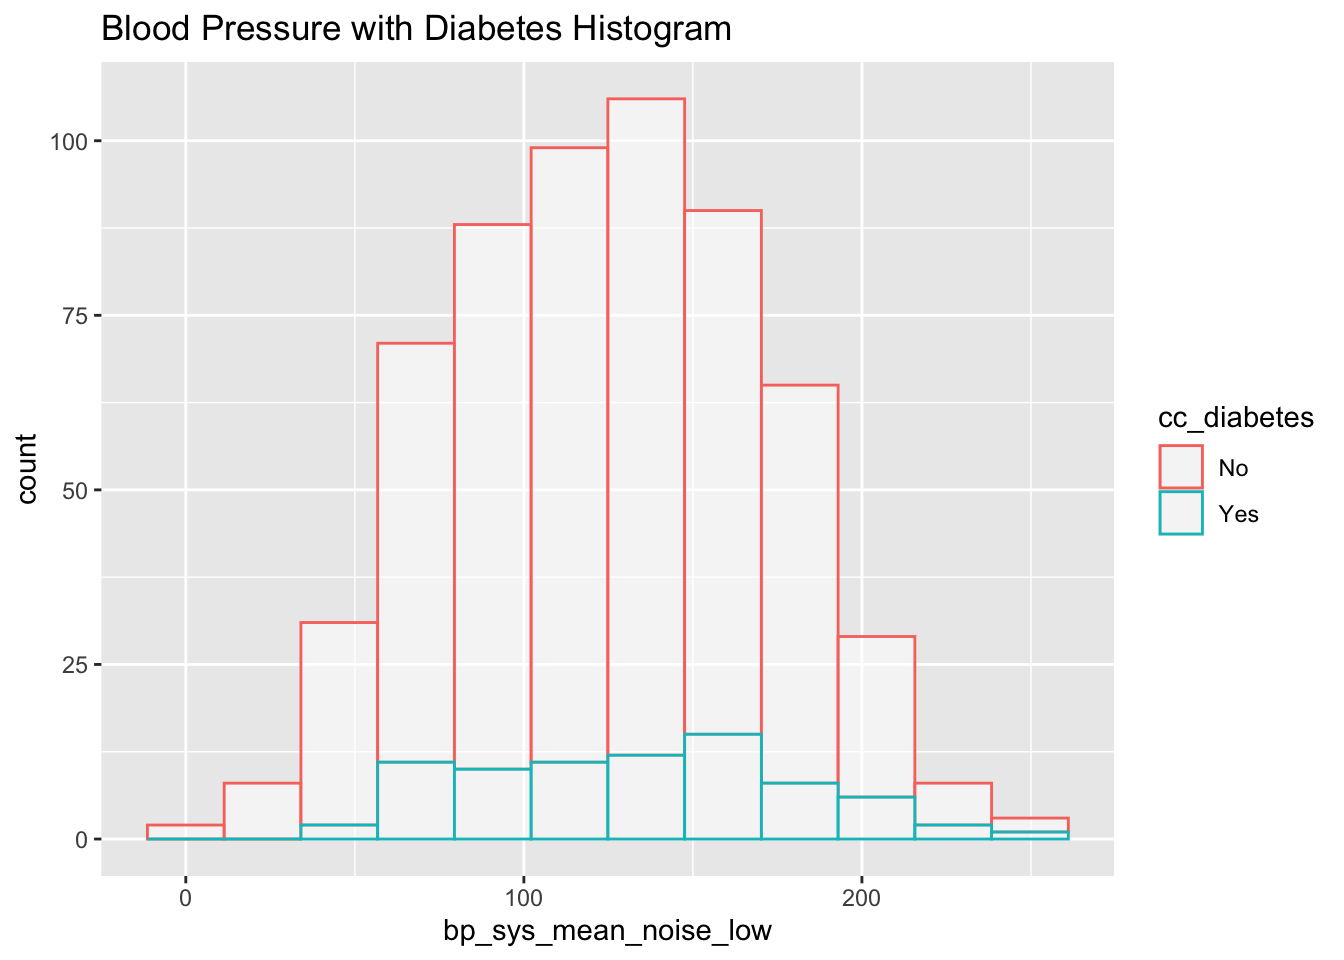 Blood Pressure with Diabetes Histogram
100
75
50
25
0
count
0 100 200
bp_sys_mean_noise_low
cc_diabetes
No
Yes